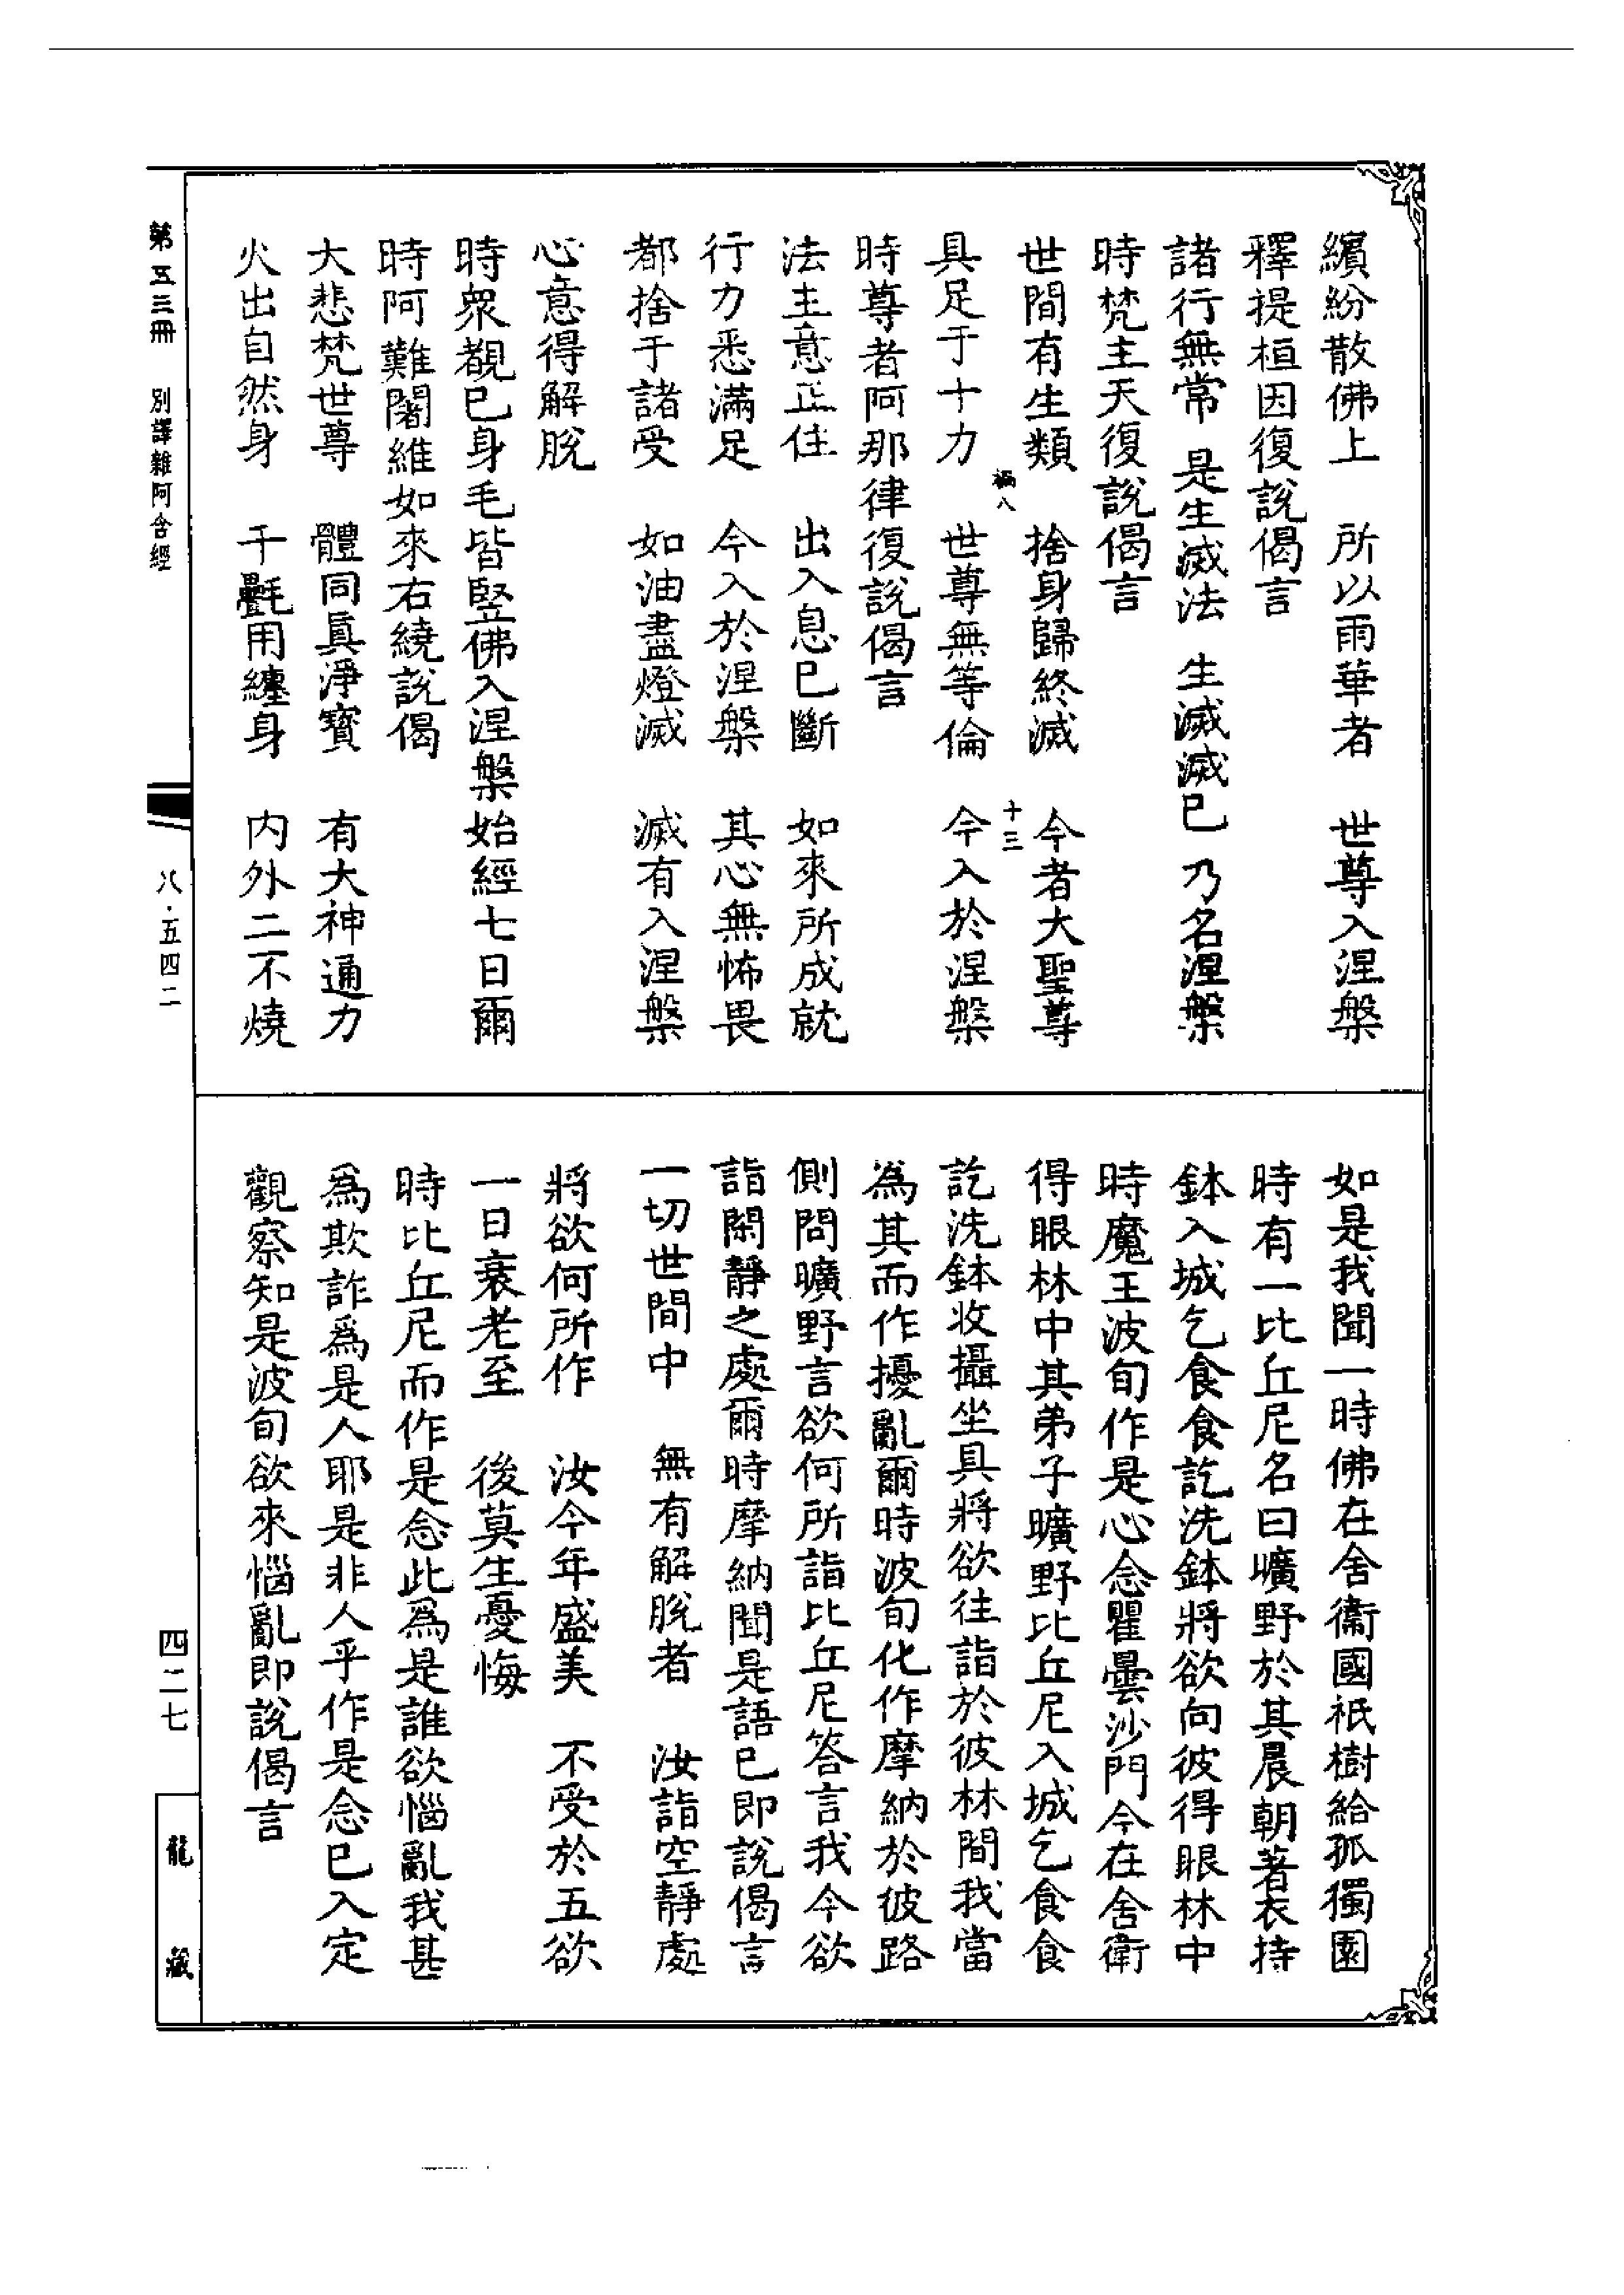 繽紛散佛上　所以雨華者　世尊入涅槃
釋提桓因復說偈言
諸行無常　是生滅法　生滅滅已　乃名涅槃
時梵主天復說偈言
世間有生類　捨身歸終滅　今者大聖尊
福八　十三
具足于十力　世尊無等倫　今入於涅槃
時尊者阿那律復說偈言
法主意正住　出入息已斷　如來所成就
行力悉滿足　今入於涅槃　其心無怖畏
都捨于諸受　如油盡燈滅　滅有入涅槃
心意得解脫
時衆覩已身毛皆竪佛入涅槃始經七日爾
時阿難闍維如來右繞說偈
大悲梵世尊　體同真淨寶　有大神通力
火出自然身　千㲲用纏身　內外二不燒
如是我聞一時佛在舍衞國祇樹給孤獨園
時有一比丘尼名曰曠野於其晨朝著衣持
鉢入城乞食食訖洗鉢將欲向彼得眼林中
時魔王波旬作是心念瞿曇沙門今在舍衛
得眼林中其弟子曠野比丘尼入城乞食食
訖洗鉢收攝坐具將欲往詣於彼林間我當
為其而作擾亂爾時波旬化作摩納於彼路
側問曠野言欲何所詣比丘尼答言我今欲
詣閑靜之處爾時摩納聞是語已即說偈言
一切世間中　無有解脫者　汝詣空靜處
將欲何所作　汝今年盛美　不受於五欲
一日衰老至　後莫生憂悔
時比丘尼而作是念此爲是誰欲惱亂我甚
爲欺詐爲是人耶是非人乎作是念已入定
觀察知是波旬欲來惱亂即說偈言
第五三冊　別譯雜阿含經
八·五四二
四二七
龍藏